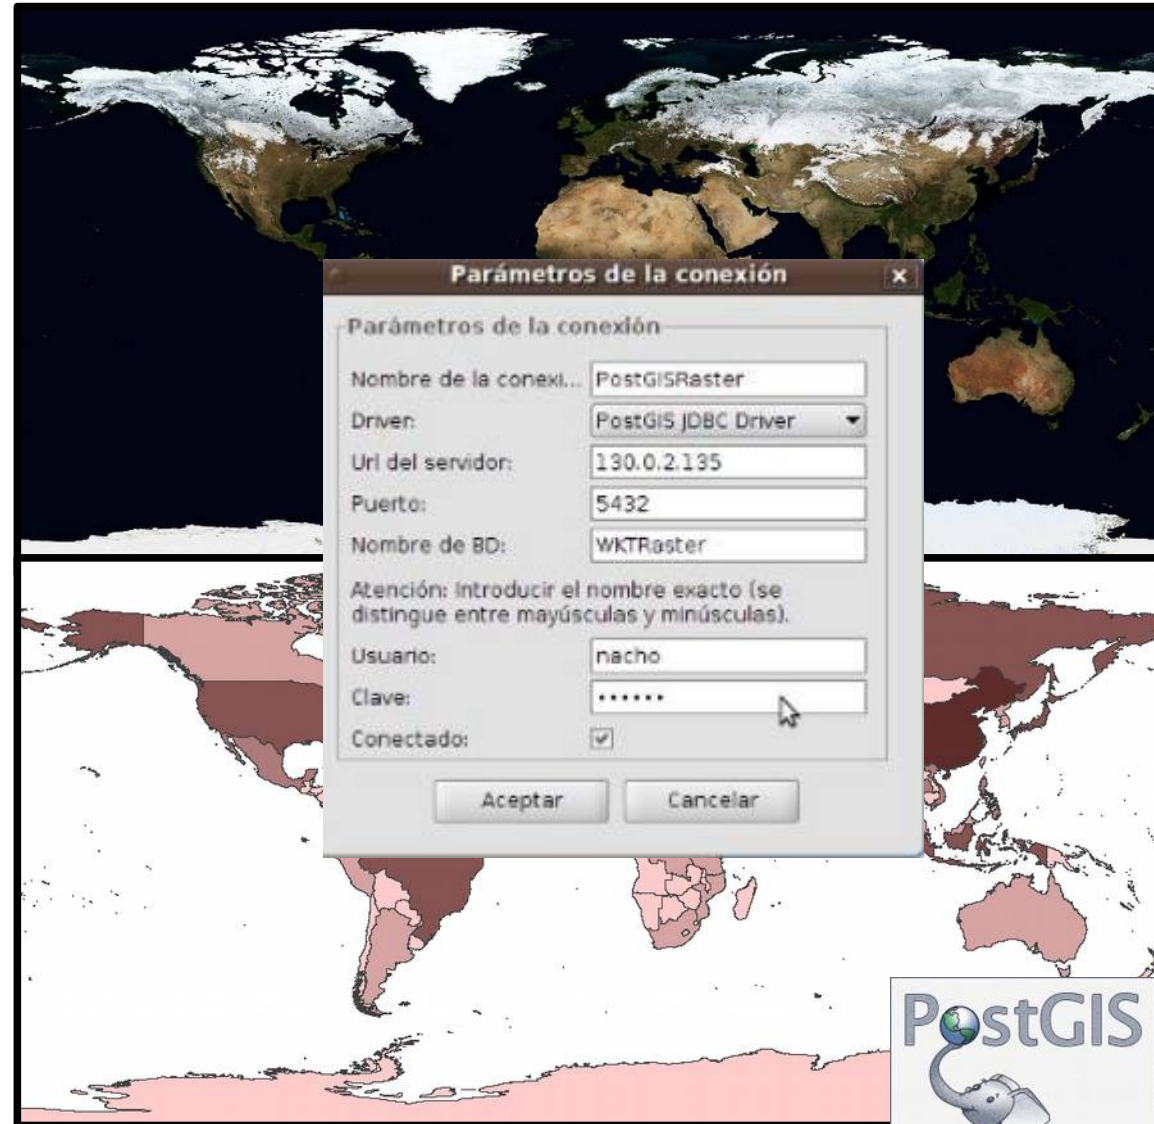 Parámetros de la conexión
Parámetros de la conexión
Nombre de la conexi... PostGISRaster
Driver: PostGIS JDBC Driver
Url del servidor: 130.0.2.135
Puerto: 5432
Nombre de BD: WKTRaster
Atención: Introducir el nombre exacto (se
distingue entre mayúsculas y minúsculas).
Usuario: nacho
Clave: ••••••
Conectado:
Aceptar Cancelar
PostGIS